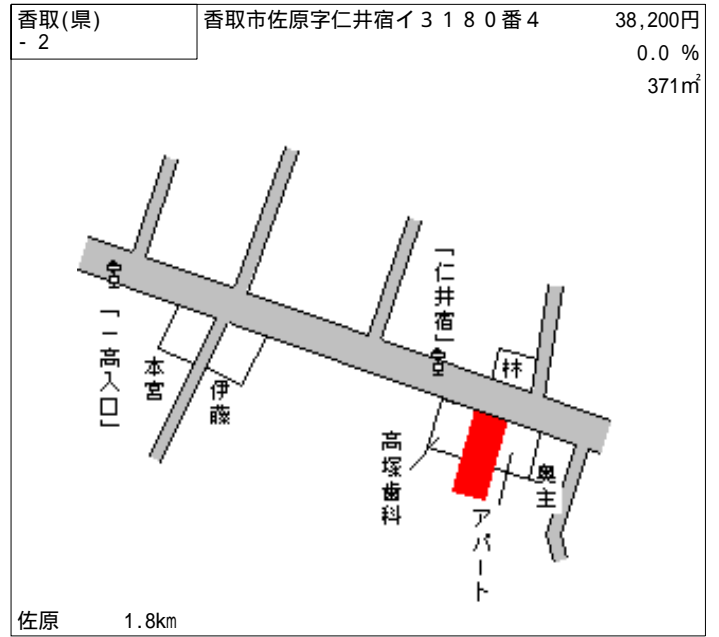 香取(県)
- 2
香取市佐原字仁井宿イ３１８０番４
38,200円
0.0 %
371㎡
「仁井宿」
「一高入口」
本宮
伊藤
林
高塚歯科
アパート
奥主
佐原 1.8km